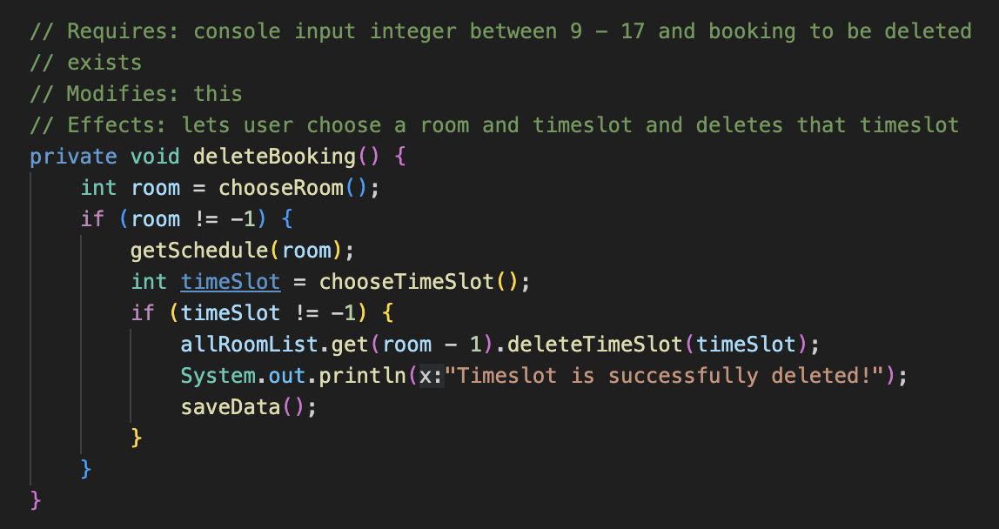 // Requires: console input integer between 9 - 17 and booking to be deleted
// exists
// Modifies: this
// Effects: lets user choose a room and timeslot and deletes that timeslot
private void deleteBooking() {
    int room = chooseRoom();
    if (room != -1) {
        getSchedule(room);
        int timeSlot = chooseTimeSlot();
        if (timeSlot != -1) {
            allRoomList.get(room - 1).deleteTimeSlot(timeSlot);
            System.out.println(x:"Timeslot is successfully deleted!");
            saveData();
        }
    }
}